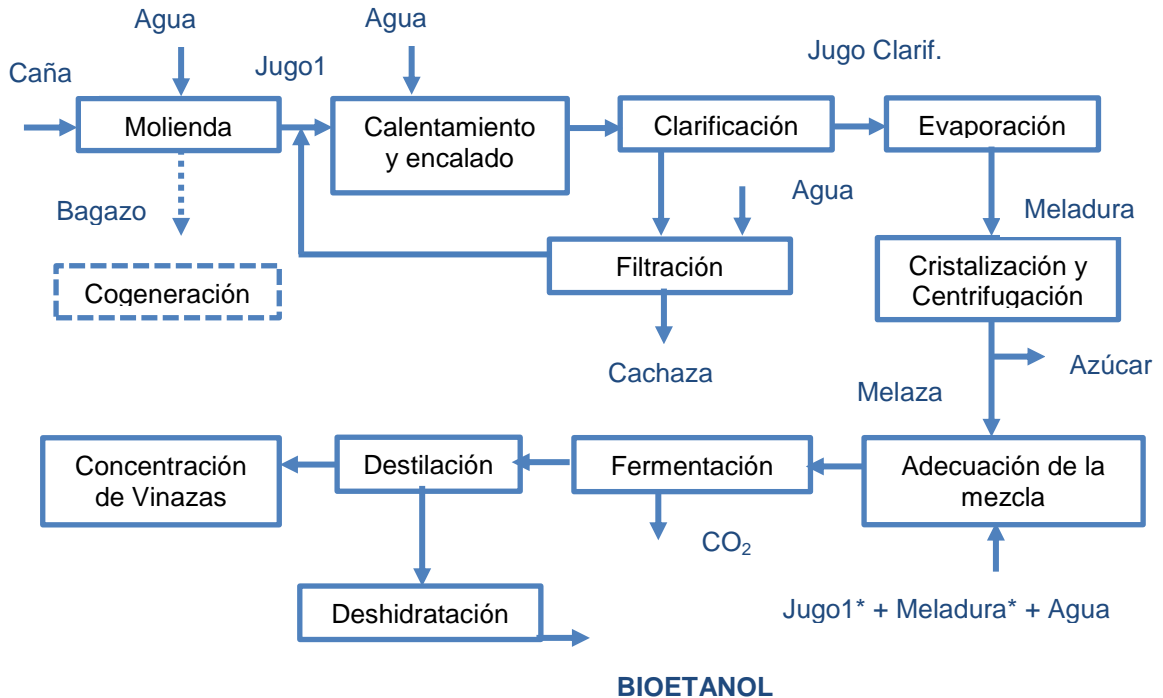 Agua
Agua
Jugo Clarif.
Caña
Jugo1
Molienda
Calentamiento
y encalado
Clarificación
Evaporación
Bagazo
Agua
Meladura
Filtración
Cristalización y
Centrifugación
Cogeneración
Cachaza
Azúcar
Melaza
Concentración
de Vinazas
Destilación
Fermentación
Adecuación de la
mezcla
CO₂
Deshidratación
Jugo1* + Meladura* + Agua
BIOETANOL